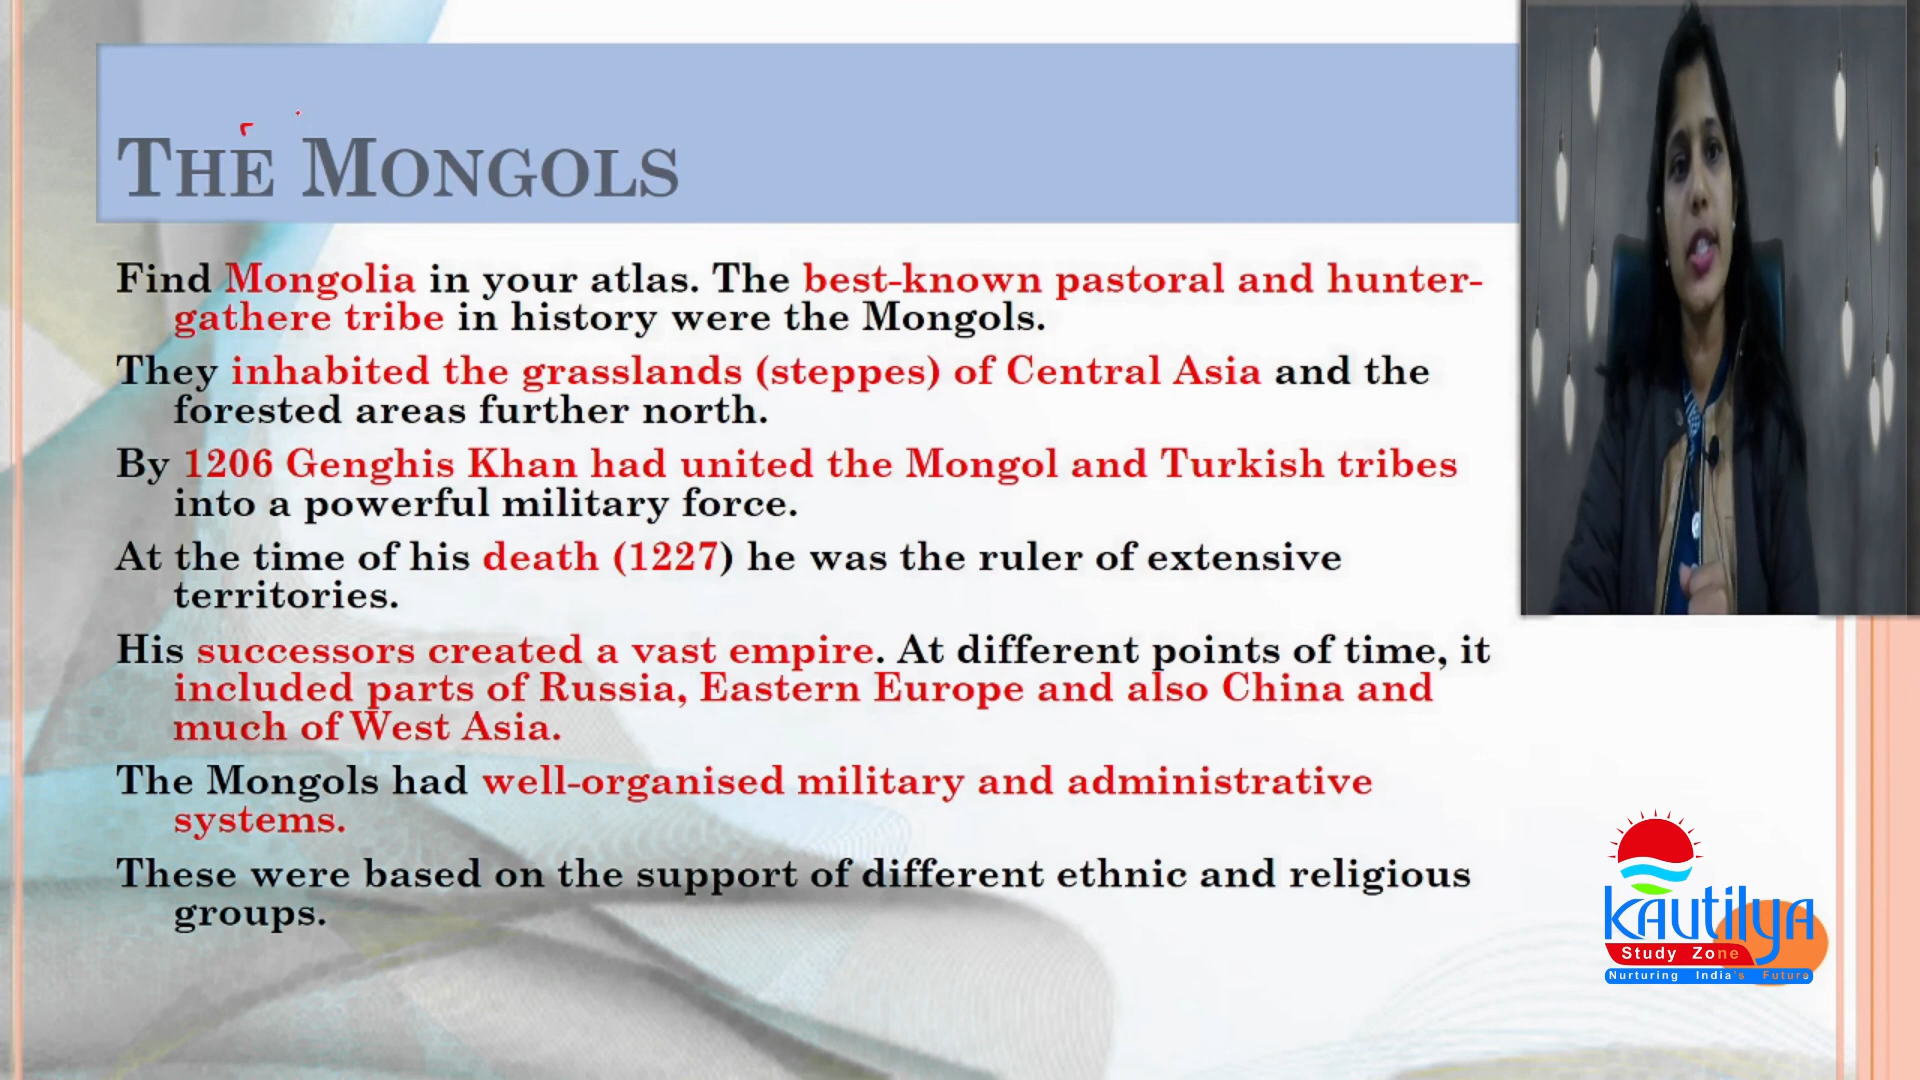 THE MONGOLS
Find Mongolia in your atlas. The best-known pastoral and hunter-
gathere tribe in history were the Mongols.
They inhabited the grasslands (steppes) of Central Asia and the
forested areas further north.
By 1206 Genghis Khan had united the Mongol and Turkish tribes
into a powerful military force.
At the time of his death (1227) he was the ruler of extensive
territories.
His successors created a vast empire. At different points of time, it
included parts of Russia, Eastern Europe and also China and
much of West Asia.
The Mongols had well-organised military and administrative
systems.
These were based on the support of different ethnic and religious
groups.
kAutilyA
Study Zone
Nurturing India's Future